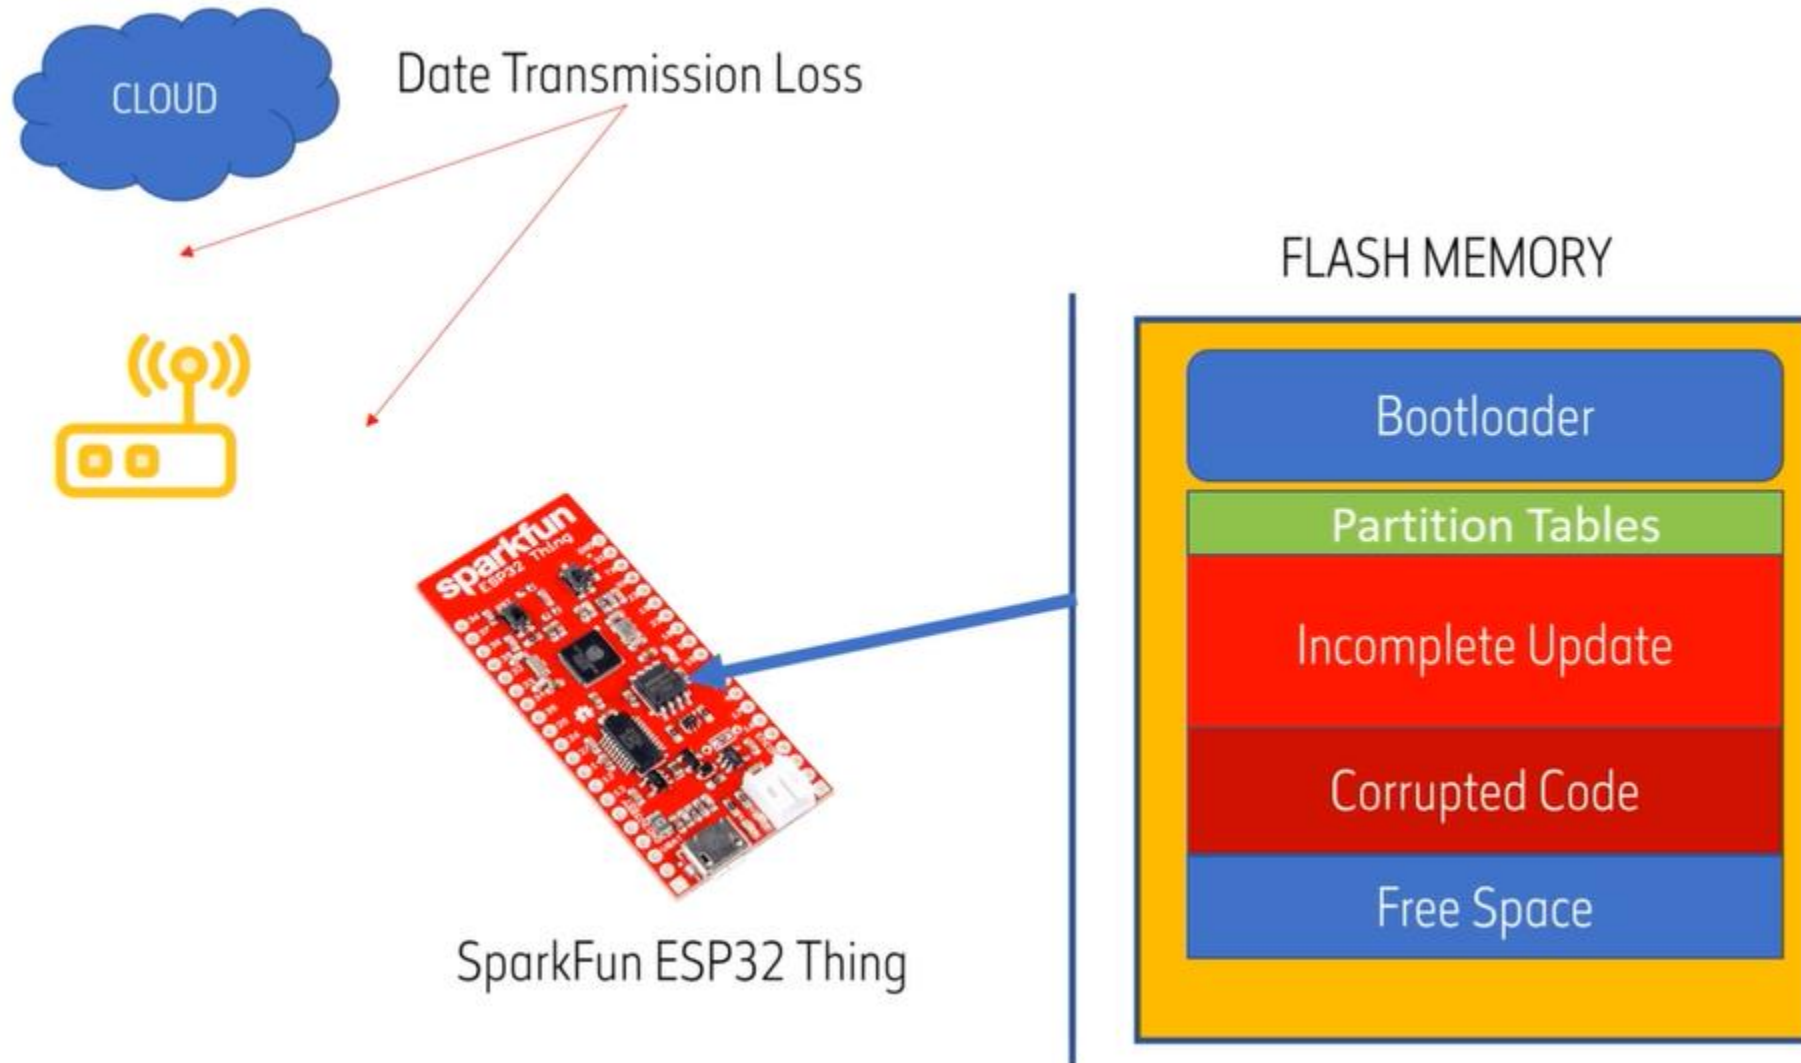 CLOUD
Date Transmission Loss
FLASH MEMORY
Bootloader
Partition Tables
Incomplete Update
Corrupted Code
Free Space
sparkfun
ESP32 Thing
SparkFun ESP32 Thing